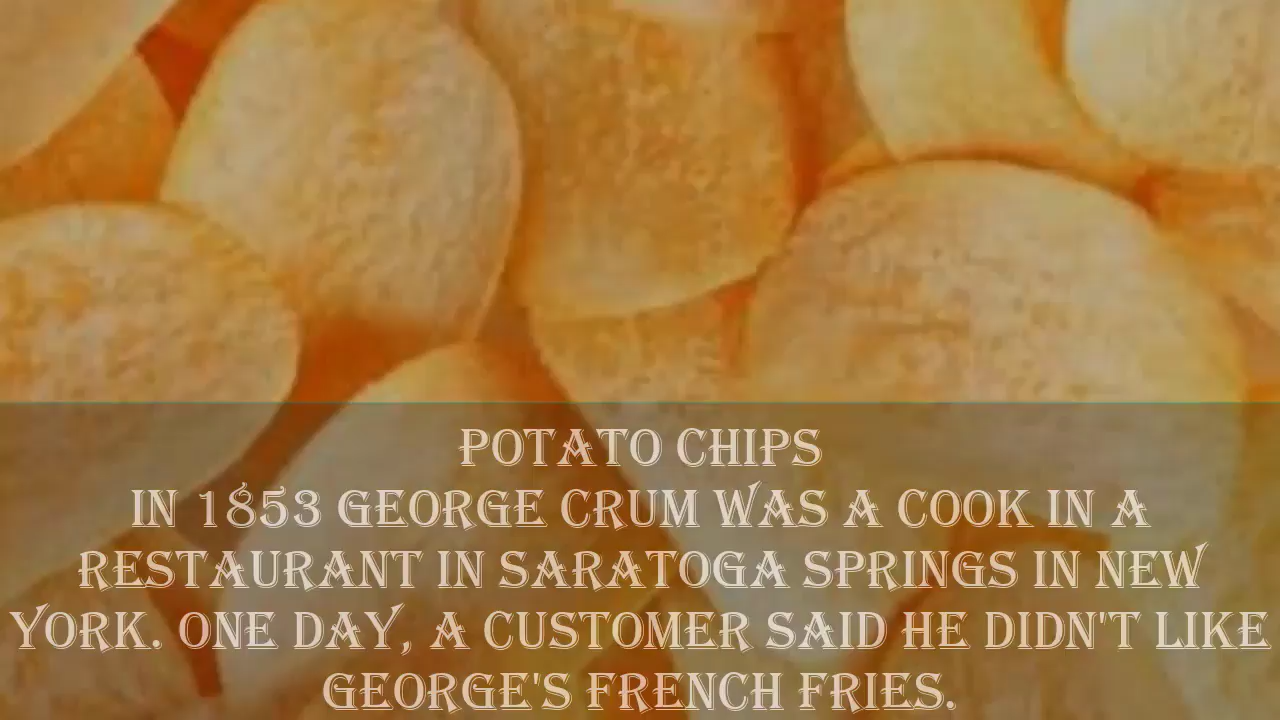 POTATO CHIPS
IN 1853 GEORGE CRUM WAS A COOK IN A
RESTAURANT IN SARATOGA SPRINGS IN NEW
YORK. ONE DAY, A CUSTOMER SAID HE DIDN'T LIKE
GEORGE'S FRENCH FRIES.